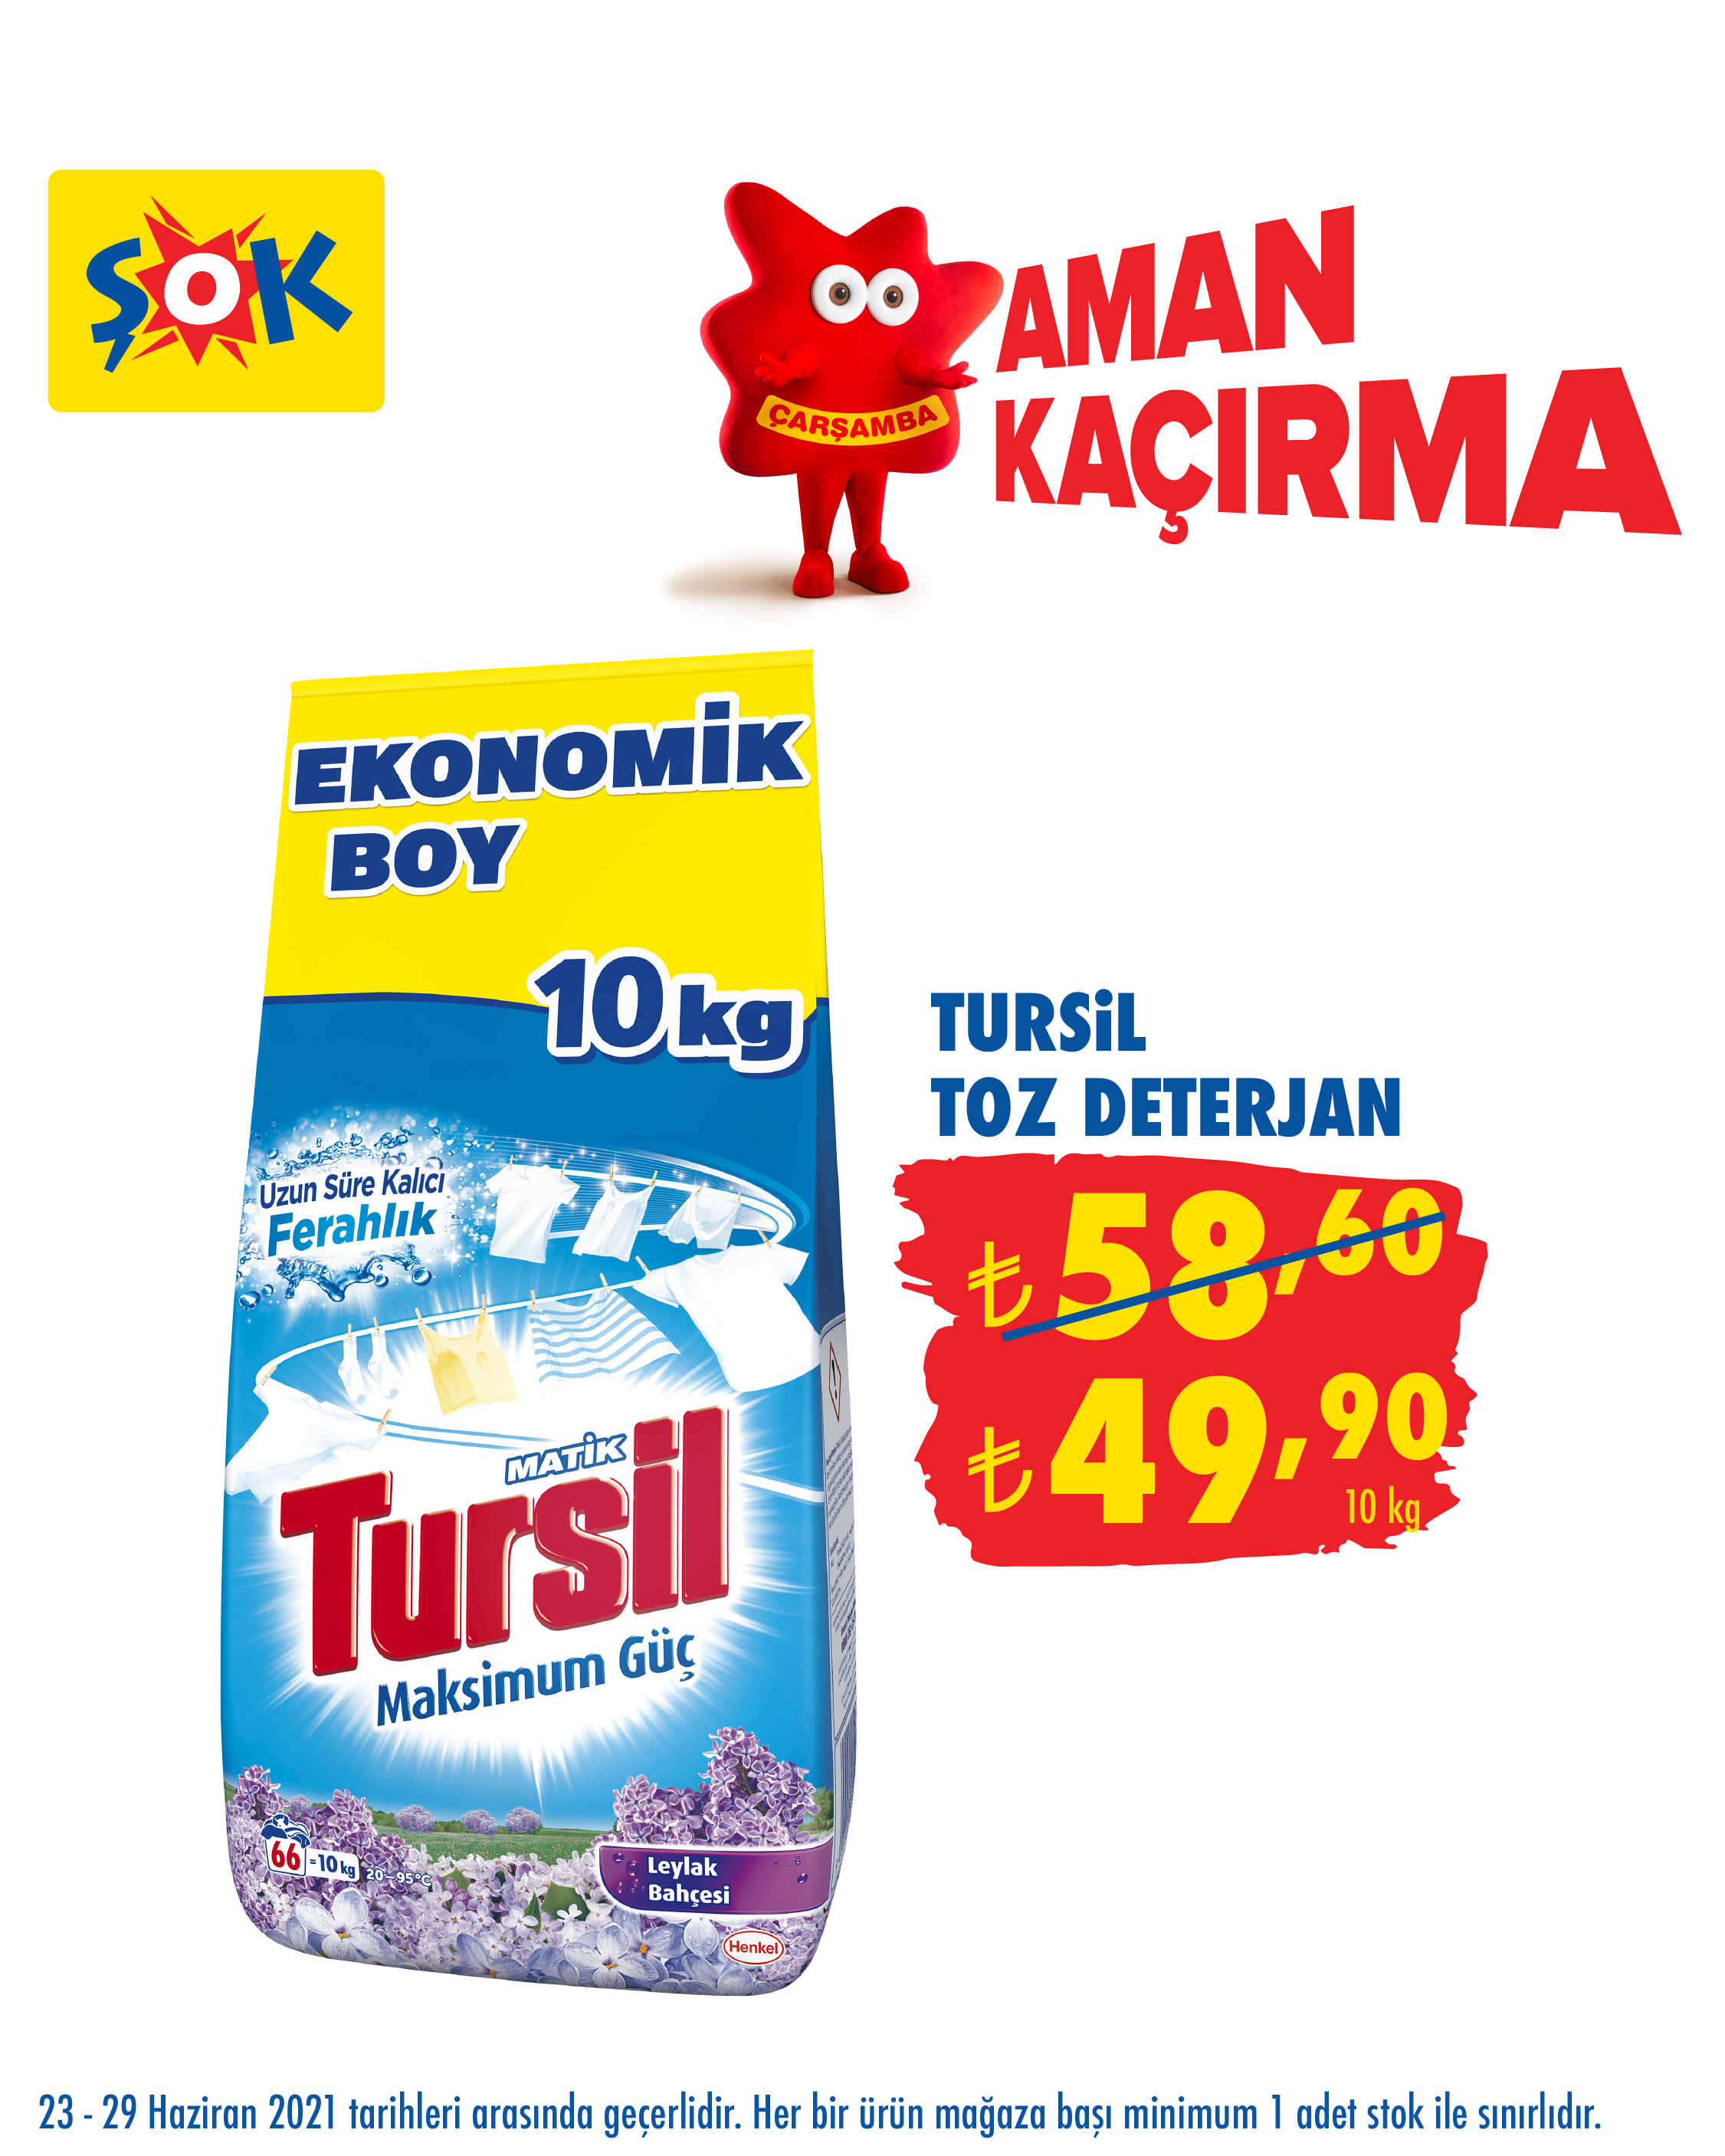 ŞOK
AMAN
KAÇIRMA
ÇARŞAMBA
EKONOMİK
BOY
10 kg
Uzun Süre Kalıcı
Ferahlık
MATİK
Tursil
Maksimum Güç
66 = 10 kg 20–95°C
Leylak
Bahçesi
Henkel
TURSİL
TOZ DETERJAN
₺58,60
₺49,90
10 kg
23 - 29 Haziran 2021 tarihleri arasında geçerlidir. Her bir ürün mağaza başı minimum 1 adet stok ile sınırlıdır.